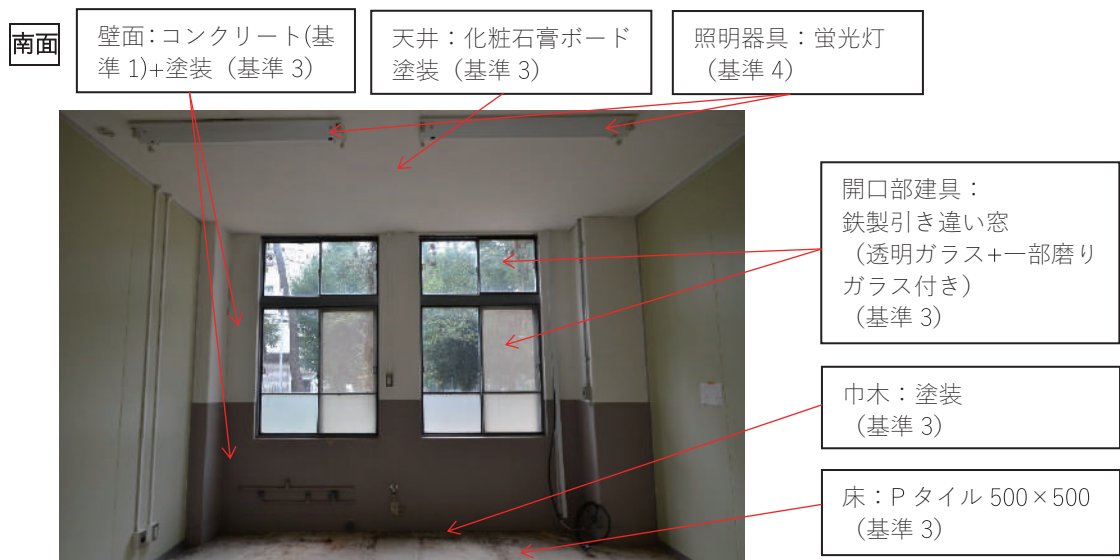 南面
壁面:コンクリート(基
準 1)+塗装（基準 3）
天井：化粧石膏ボード
塗装（基準 3）
照明器具：蛍光灯
（基準 4）
開口部建具：
鉄製引き違い窓
（透明ガラス+一部磨り
ガラス付き）
（基準 3）
巾木：塗装
（基準 3）
床：P タイル 500×500
（基準 3）